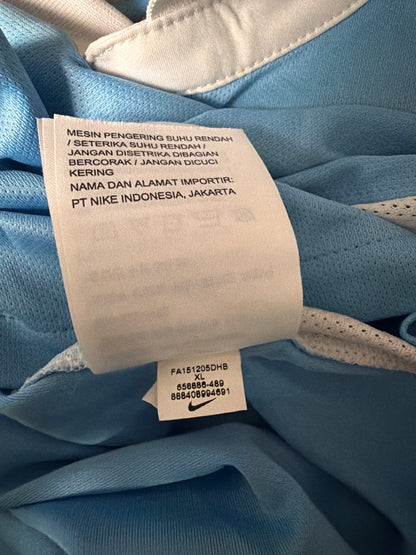 MESIN PENGERING SUHU RENDAH
/ SETERIKA SUHU RENDAH /
JANGAN DISETRIKA DIBAGIAN
BERCORAK / JANGAN DICUCI
KERING
NAMA DAN ALAMAT IMPORTIR:
PT NIKE INDONESIA, JAKARTA
FA151205DHB
XL
658886-489
888408994691